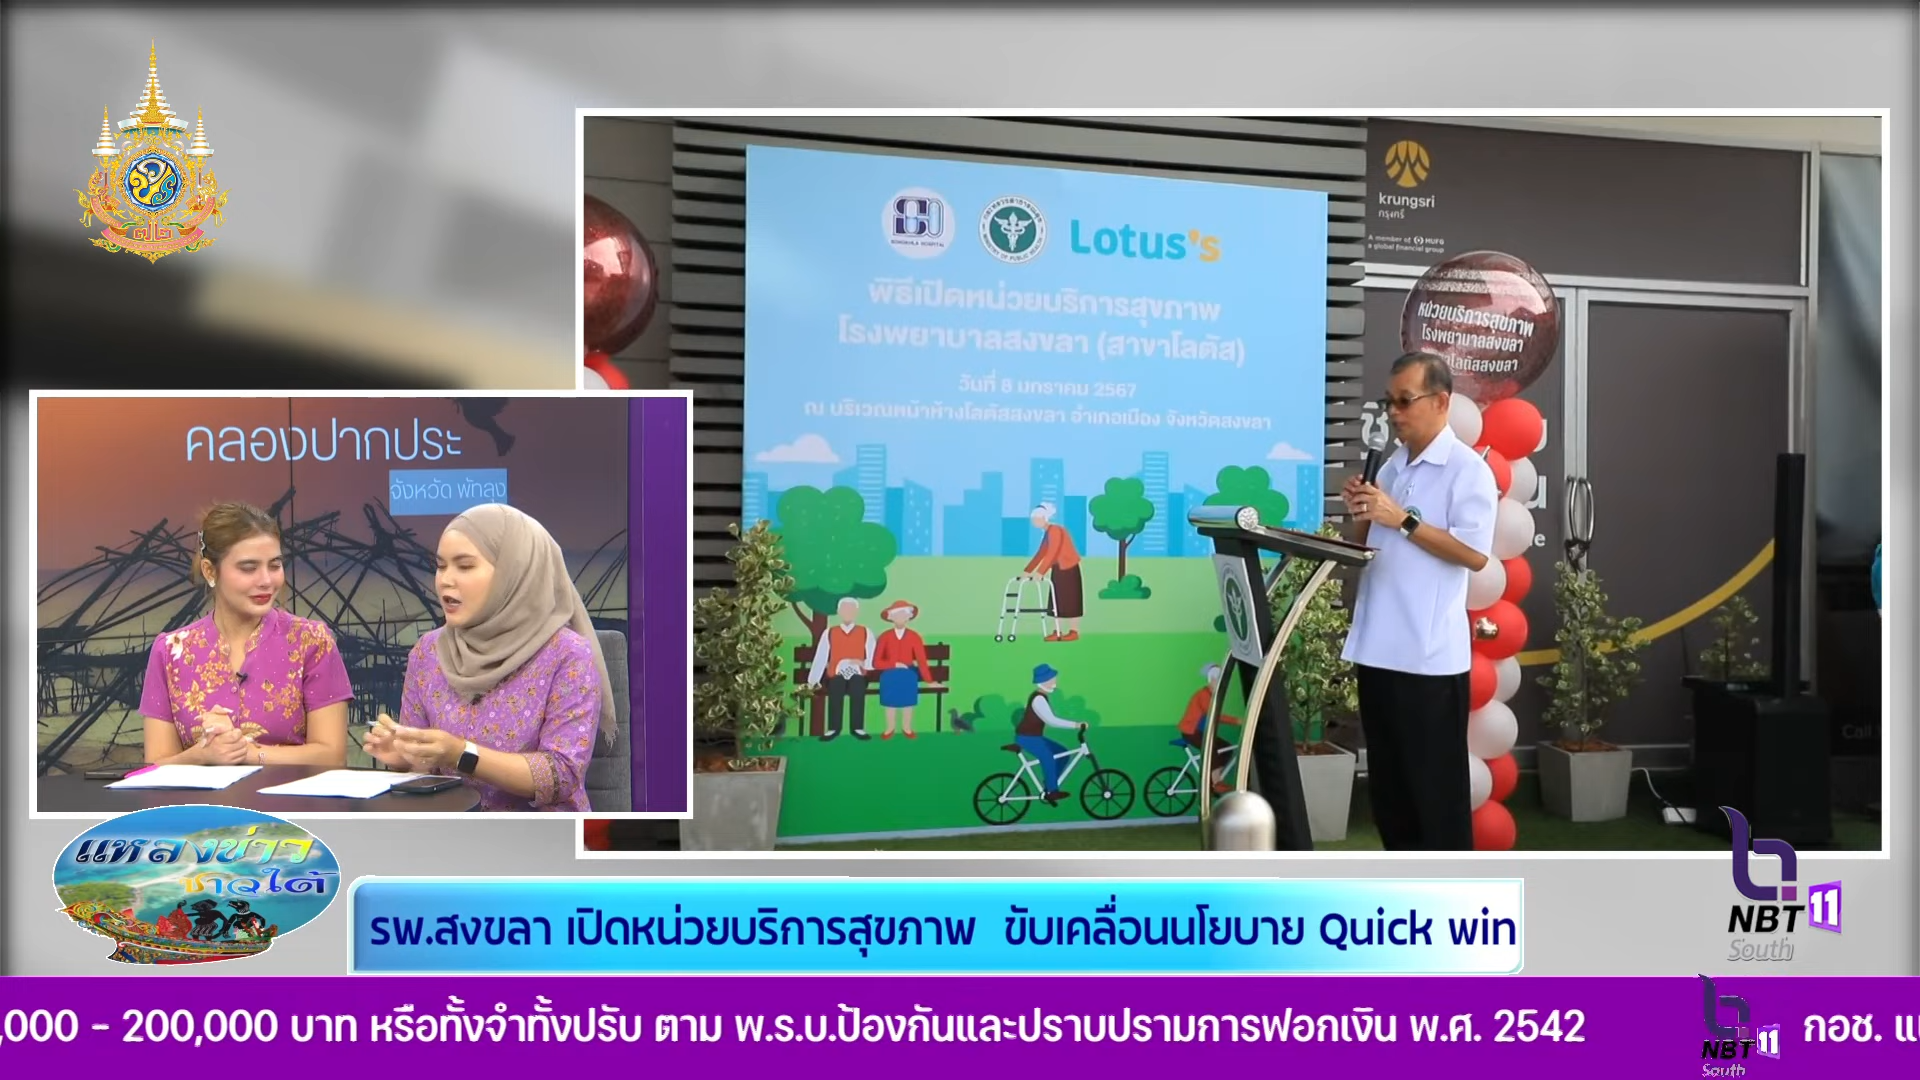 ๗๒
krungsri
กรุงศรี
A member of MUFG
a global financial group
SONGKHLA HOSPITAL
Lotus's
พิธีเปิดหน่วยบริการสุขภาพ
โรงพยาบาลสงขลา (สาขาโลตัส)
วันที่ 8 มกราคม 2567
ณ บริเวณหน้าห้างโลตัสสงขลา อำเภอเมือง จังหวัดสงขลา
หน่วยบริการสุขภาพ
โรงพยาบาลสงขลา
คลองปากประ
จังหวัด พัทลุง
แหลงข่าว
ชาวใต้
รพ.สงขลา เปิดหน่วยบริการสุขภาพ ขับเคลื่อนนโยบาย Quick win
NBT 11
South
,000 - 200,000 บาท หรือทั้งจำทั้งปรับ ตาม พ.ร.บ.ป้องกันและปราบปรามการฟอกเงิน พ.ศ. 2542
NBT 11
South
กอช.